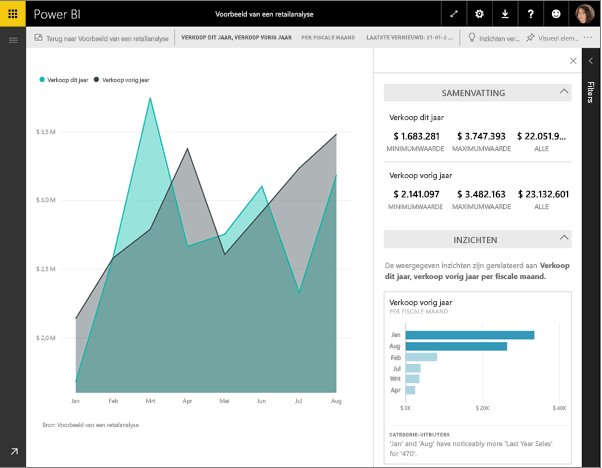 Power BI
Voorbeeld van een retailanalyse
Terug naar Voorbeeld van een retailanalyse
VERKOOP DIT JAAR, VERKOOP VORIG JAAR
PER FISCALE MAAND
LAATSTE VERNIEUWD: 21-01-2 ...
Inzichten ver...
Visueel elem...
...
Filters
Verkoop dit jaar
Verkoop vorig jaar
$ 3,5 M
$ 3,0 M
$ 2,5 M
$ 2,0 M
Jan
Feb
Mrt
Apr
Mei
Jun
Jul
Aug
Bron: Voorbeeld van een retailanalyse
SAMENVATTING
Verkoop dit jaar
$ 1.683.281
$ 3.747.393
$ 22.051.9...
MINIMUMWAARDE
MAXIMUMWAARDE
ALLE
Verkoop vorig jaar
$ 2.141.097
$ 3.482.163
$ 23.132.601
MINIMUMWAARDE
MAXIMUMWAARDE
ALLE
INZICHTEN
De weergegeven inzichten zijn gerelateerd aan Verkoop
dit jaar, verkoop vorig jaar per fiscale maand.
Verkoop vorig jaar
PER FISCALE MAAND
Jan
Aug
Feb
Jul
Mrt
Apr
$ 0K
$ 20K
$ 40K
CATEGORIE-UITBIJTERS
'Jan' and 'Aug' have noticeably more 'Last Year Sales'
for '470'.